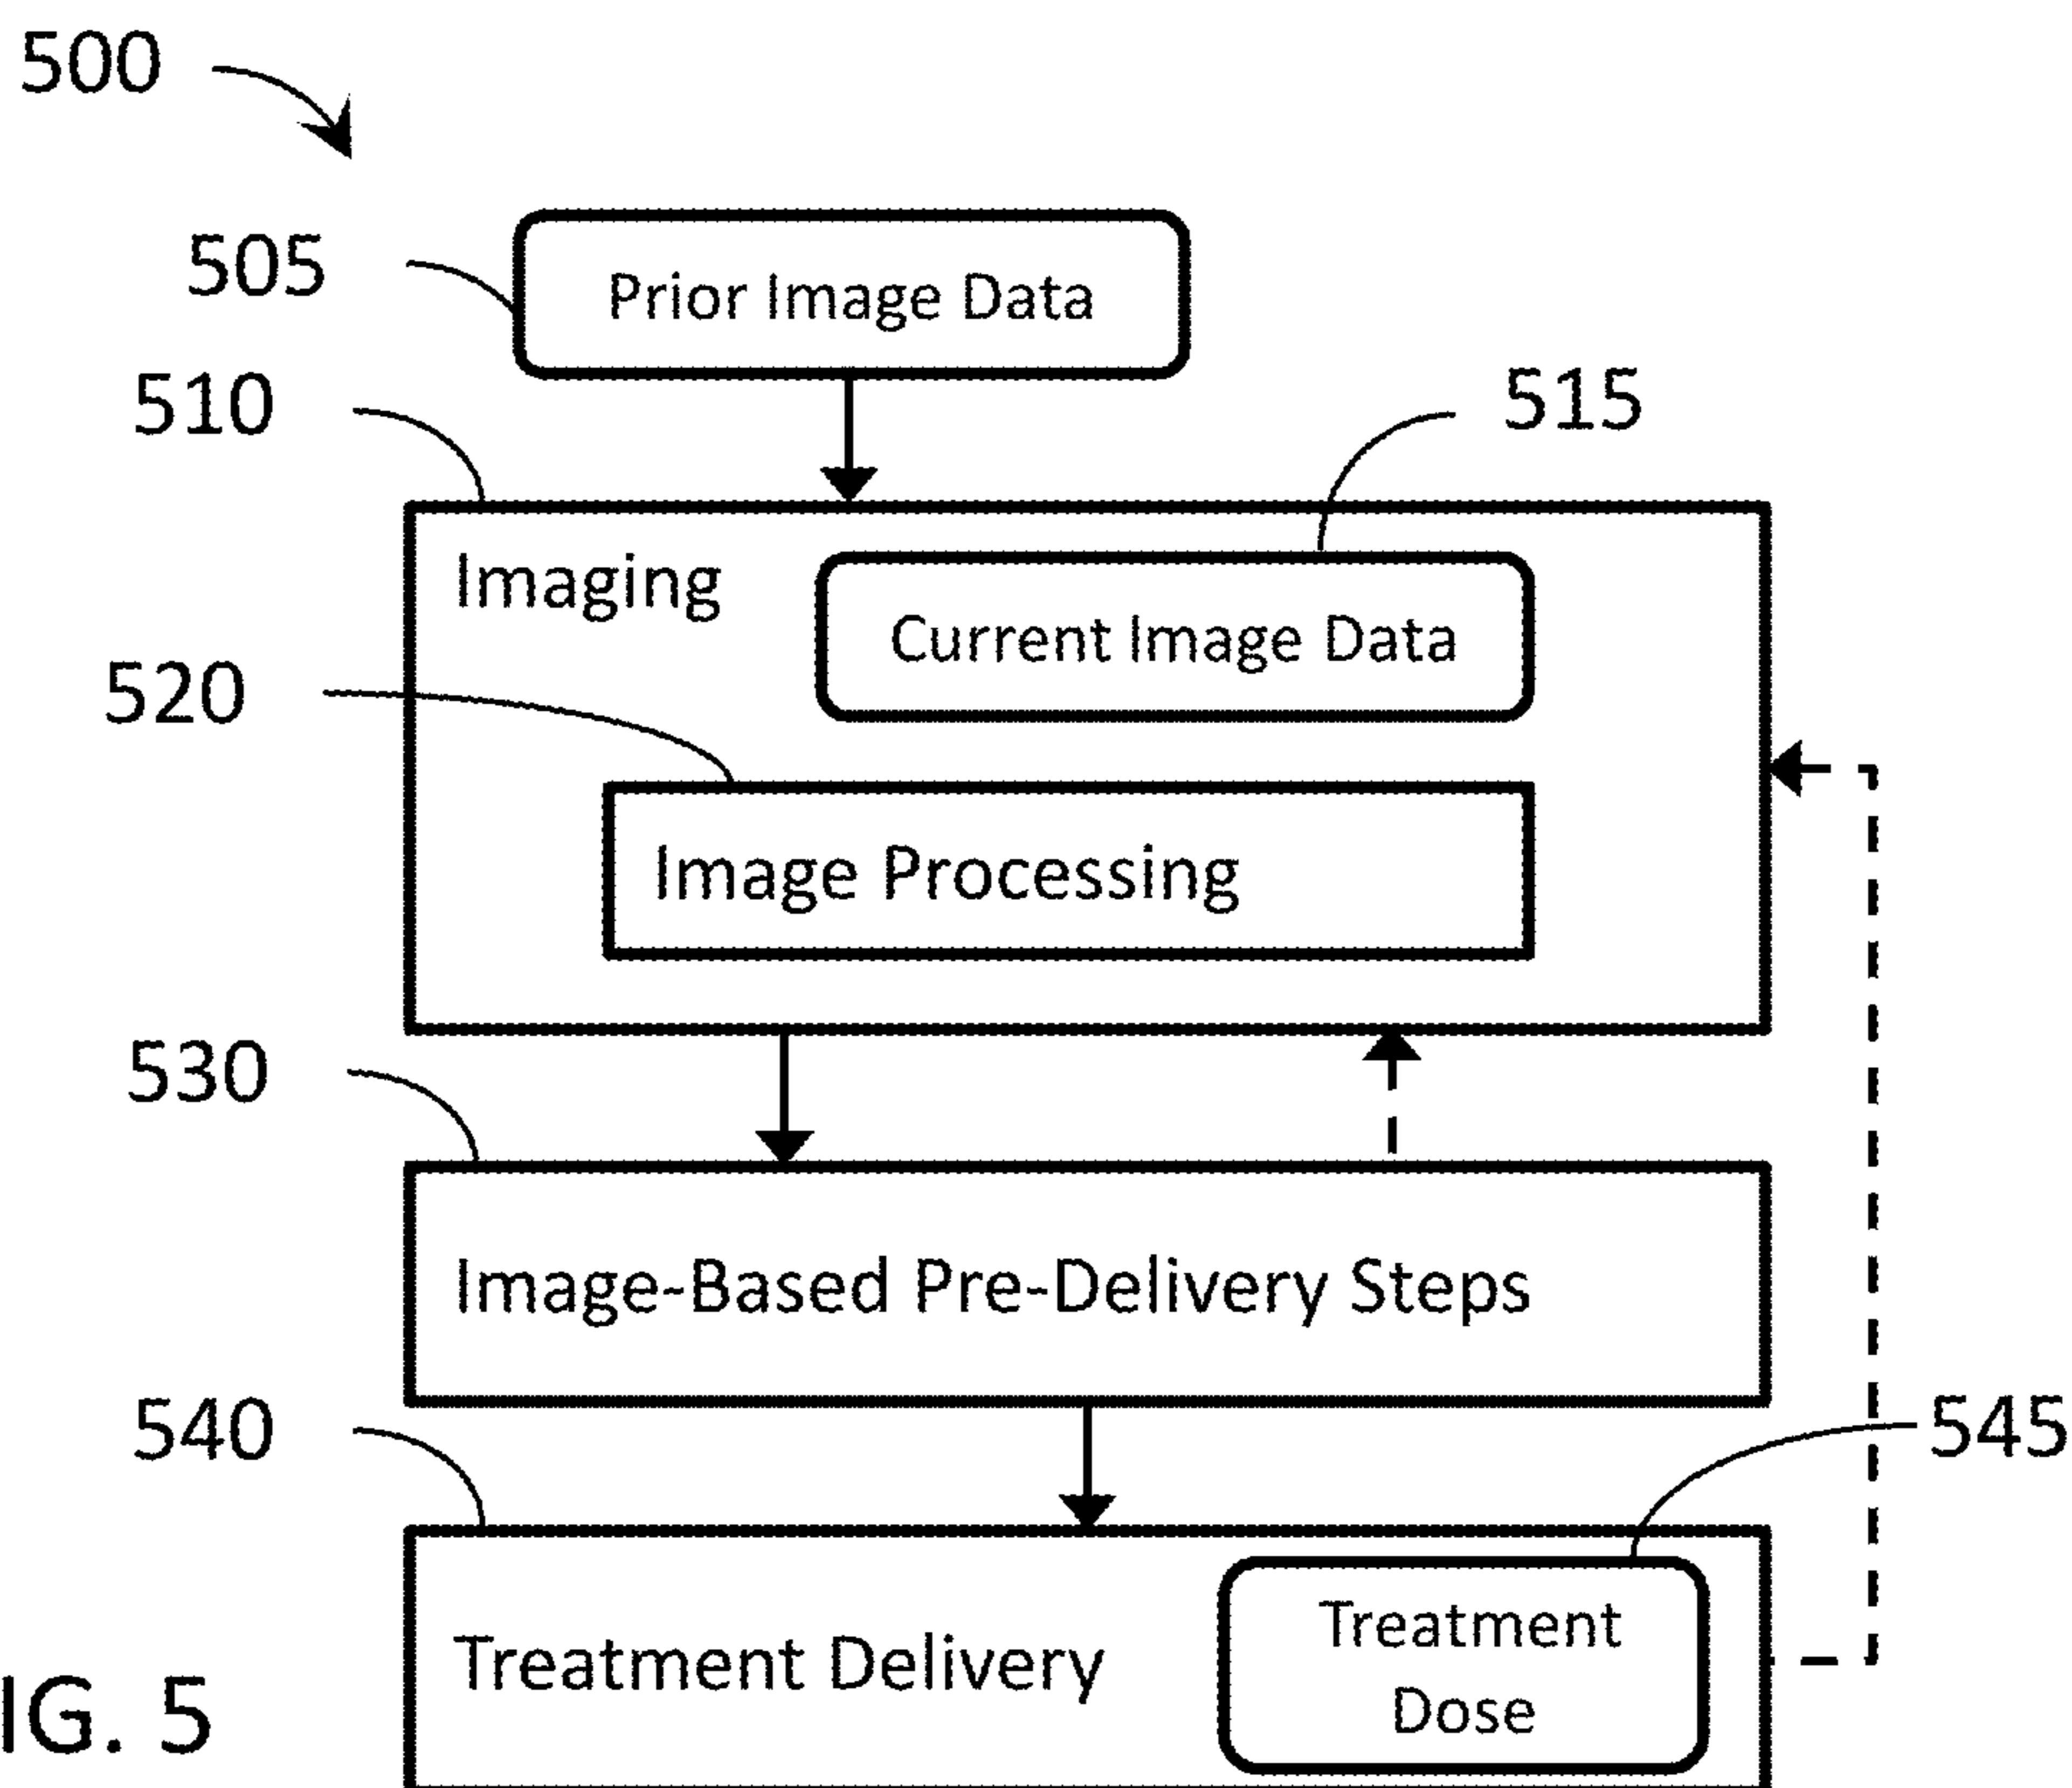 500
505
Prior Image Data
510
515
Imaging
Current Image Data
520
Image Processing
530
Image-Based Pre-Delivery Steps
540
545
Treatment Delivery
Treatment
Dose
IG. 5